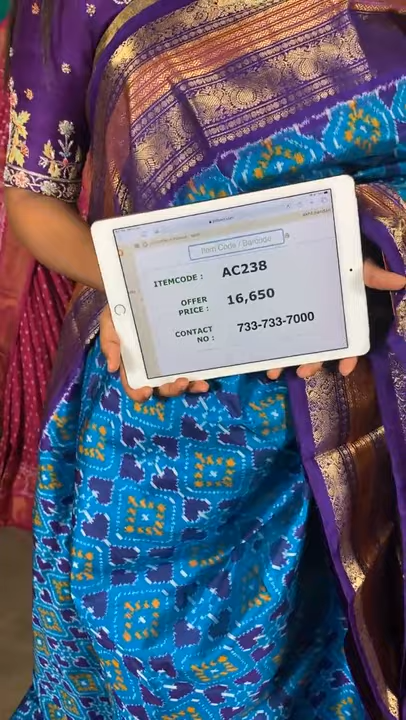 Item Code / Barcode
ITEMCODE : AC238
OFFER PRICE : 16,650
CONTACT NO : 733-733-7000